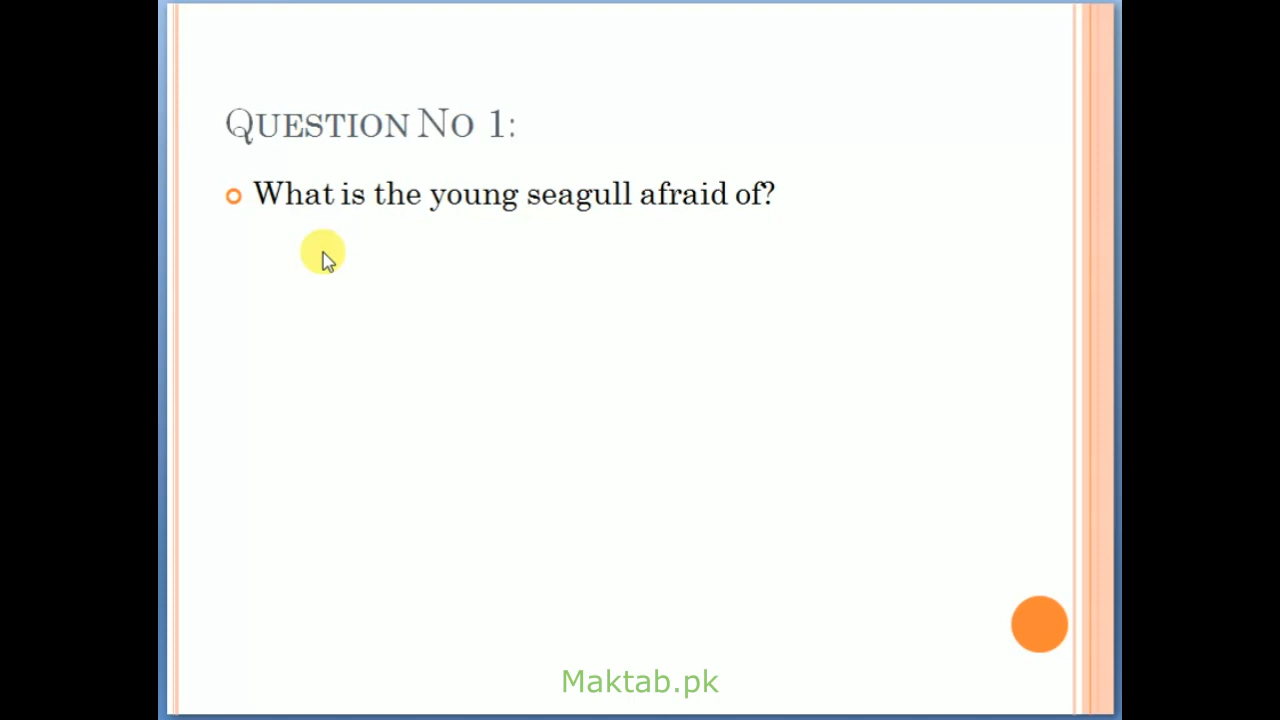 Question No 1:
What is the young seagull afraid of?
Maktab.pk